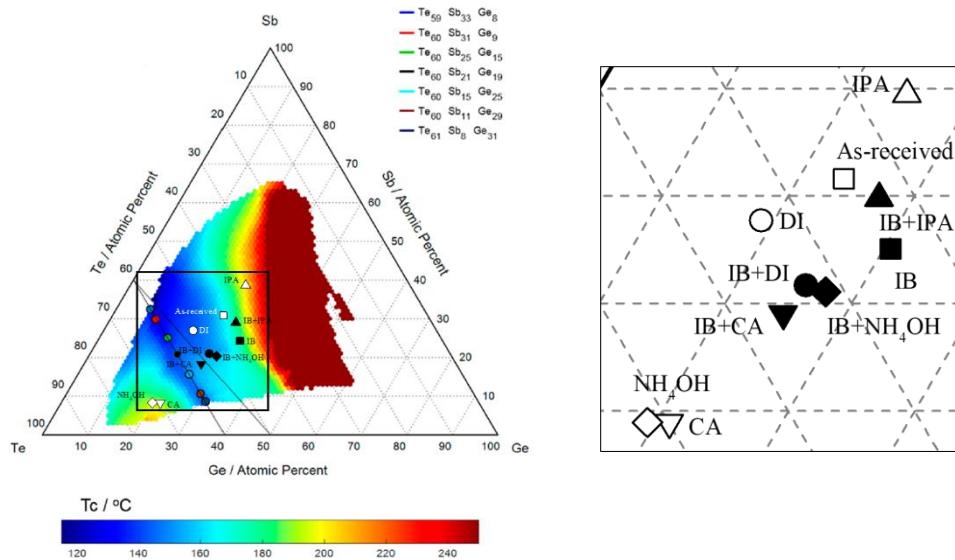 Sb
100
Te59 Sb33 Ge8
Te60 Sb31 Ge9
Te60 Sb25 Ge15
Te60 Sb21 Ge19
Te60 Sb15 Ge25
Te60 Sb11 Ge29
Te61 Sb8 Ge31
10
20
30
40
50
60
70
80
90
100
Te / Atomic Percent
90
80
70
60
50
40
30
20
10
Sb / Atomic Percent
IPA
As-received
DI
IB+IPA
IB
IB+DI
IB+NH4OH
IB+CA
NH4OH
CA
Te
10
20
30
40
50
60
70
80
90
100
Ge
Ge / Atomic Percent
Tc / °C
120
140
160
180
200
220
240
IPA
As-received
DI
IB+IPA
IB
IB+DI
IB+CA
IB+NH4OH
NH4OH
CA